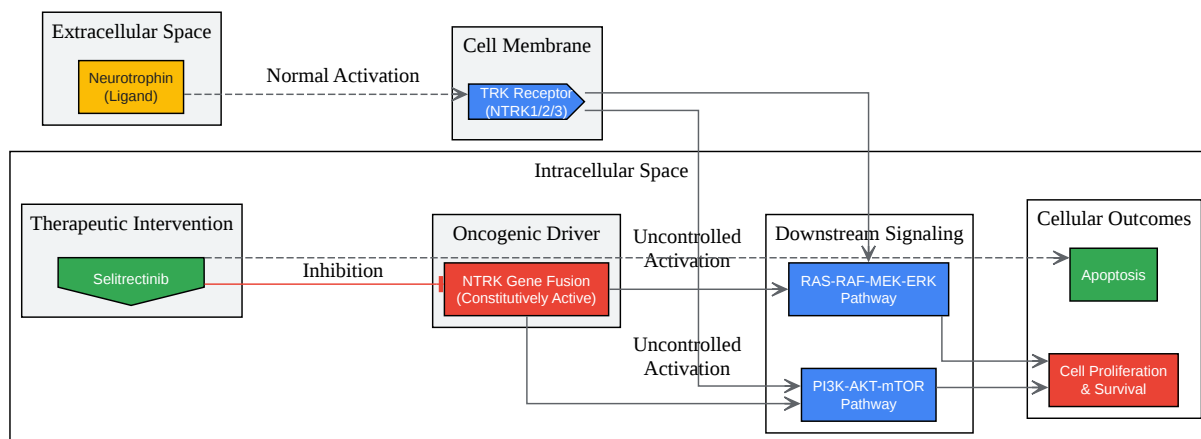 Extracellular Space
Neurotrophin
(Ligand)
Normal Activation
Cell Membrane
TRK Receptor
(NTRK1/2/3)
Intracellular Space
Therapeutic Intervention
Selitrectinib
Inhibition
Oncogenic Driver
NTRK Gene Fusion
(Constitutively Active)
Uncontrolled
Activation
Uncontrolled
Activation
Downstream Signaling
RAS-RAF-MEK-ERK
Pathway
PI3K-AKT-mTOR
Pathway
Cellular Outcomes
Apoptosis
Cell Proliferation
& Survival